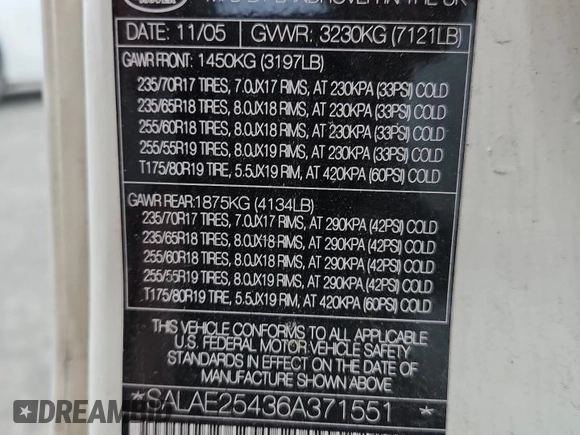 ROVER
MFD BY LANDROVER IN THE UK
DATE: 11/05 GVWR: 3230KG (7121LB)
GAWR FRONT: 1450KG (3197LB)
235/70R17 TIRES, 7.0JX17 RIMS, AT 230KPA (33PSI) COLD
235/65R18 TIRES, 8.0JX18 RIMS, AT 230KPA (33PSI) COLD
255/60R18 TIRES, 8.0JX18 RIMS, AT 230KPA (33PSI) COLD
255/55R19 TIRES, 8.0JX19 RIMS, AT 230KPA (33PSI) COLD
T175/80R19 TIRE, 5.5JX19 RIM, AT 420KPA (60PSI) COLD
GAWR REAR:1875KG (4134LB)
235/70R17 TIRES, 7.0JX17 RIMS, AT 290KPA (42PSI) COLD
235/65R18 TIRES, 8.0JX18 RIMS, AT 290KPA (42PSI) COLD
255/60R18 TIRES, 8.0JX18 RIMS, AT 290KPA (42PSI) COLD
255/55R19 TIRES, 8.0JX19 RIMS, AT 290KPA (42PSI) COLD
T175/80R19 TIRE, 5.5JX19 RIM, AT 420KPA (60PSI) COLD
THIS VEHICLE CONFORMS TO ALL APPLICABLE
U.S. FEDERAL MOTOR VEHICLE SAFETY
STANDARDS IN EFFECT ON THE DATE OF
MANUFACTURE SHOWN ABOVE
*SALAE25436A371551*